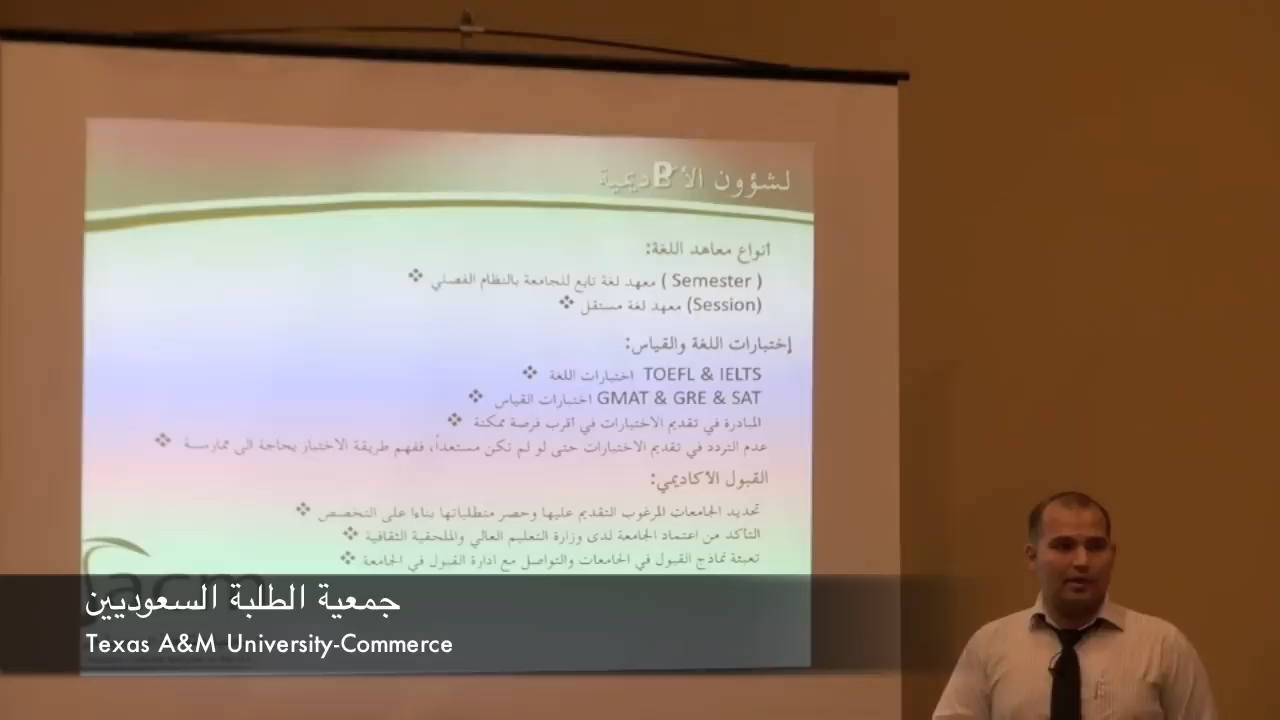 لشؤون الأكاديمية
أنواع معاهد اللغة:
❖ معهد لغة تابع للجامعة بالنظام الفصلي ( Semester )
❖ معهد لغة مستقل (Session)
إختبارات اللغة والقياس:
❖ اختبارات اللغة TOEFL & IELTS
❖ اختبارات القياس GMAT & GRE & SAT
❖ المبادرة في تقديم الاختبارات في أقرب فرصة ممكنة
❖ عدم التردد في تقديم الاختبارات حتى لو لم تكن مستعداً، ففهم طريقة الاختبار بحاجة الى ممارسة
القبول الأكاديمي:
❖ تحديد الجامعات المرغوب التقديم عليها وحصر متطلباتها بناءا على التخصص
❖ التاكد من اعتماد الجامعة لدى وزارة التعليم العالي والملحقية الثقافية
❖ تعبئة نماذج القبول في الجامعات والتواصل مع ادارة القبول في الجامعة
جمعية الطلبة السعوديين
Texas A&M University-Commerce